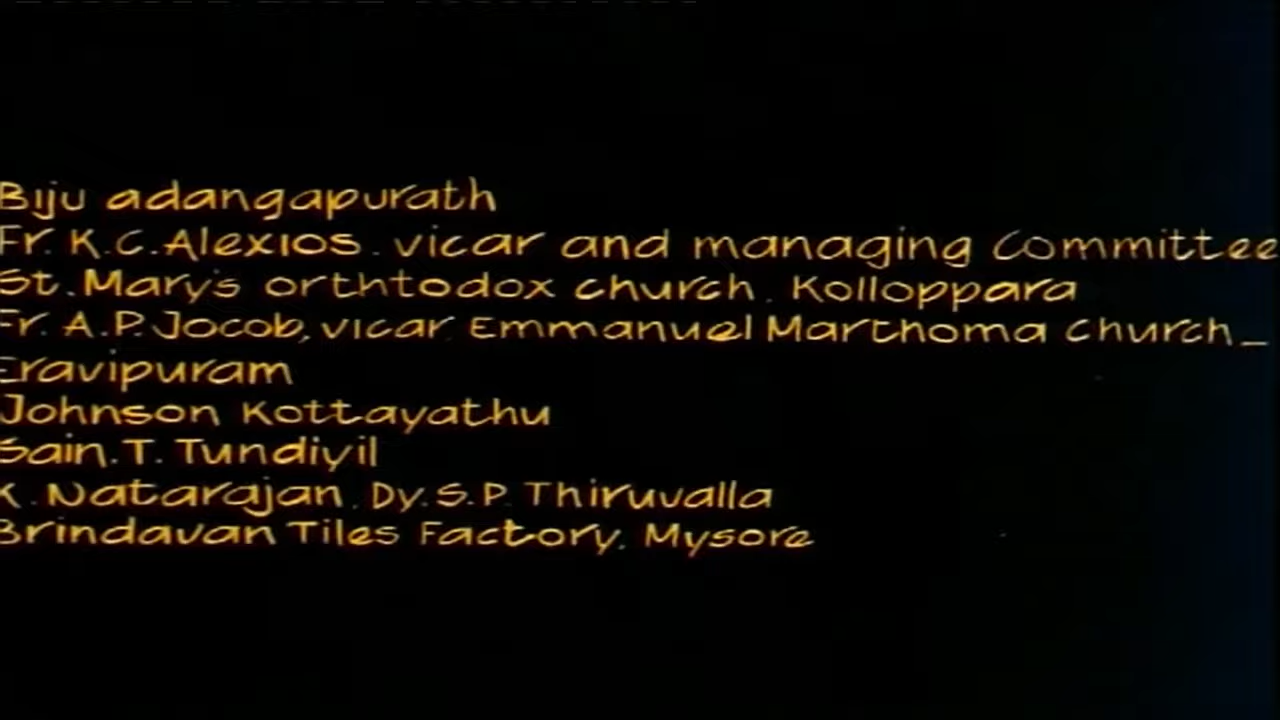 Biju adangapurath
Fr. K.C. Alexios. vicar and managing Committee
St. Mary's orthtodox church, Kolloppara
Fr. A.P. Jocob, vicar Emmanuel Marthoma church_
Eravipuram
Johnson Kottayathu
Sain. T. Tundiyil
K. Natarajan, Dy. S.P. Thiruvalla
Brindavan Tiles Factory, Mysore